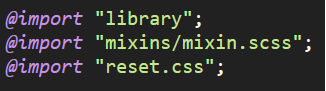 @import "library";
@import "mixins/mixin.scss";
@import "reset.css";